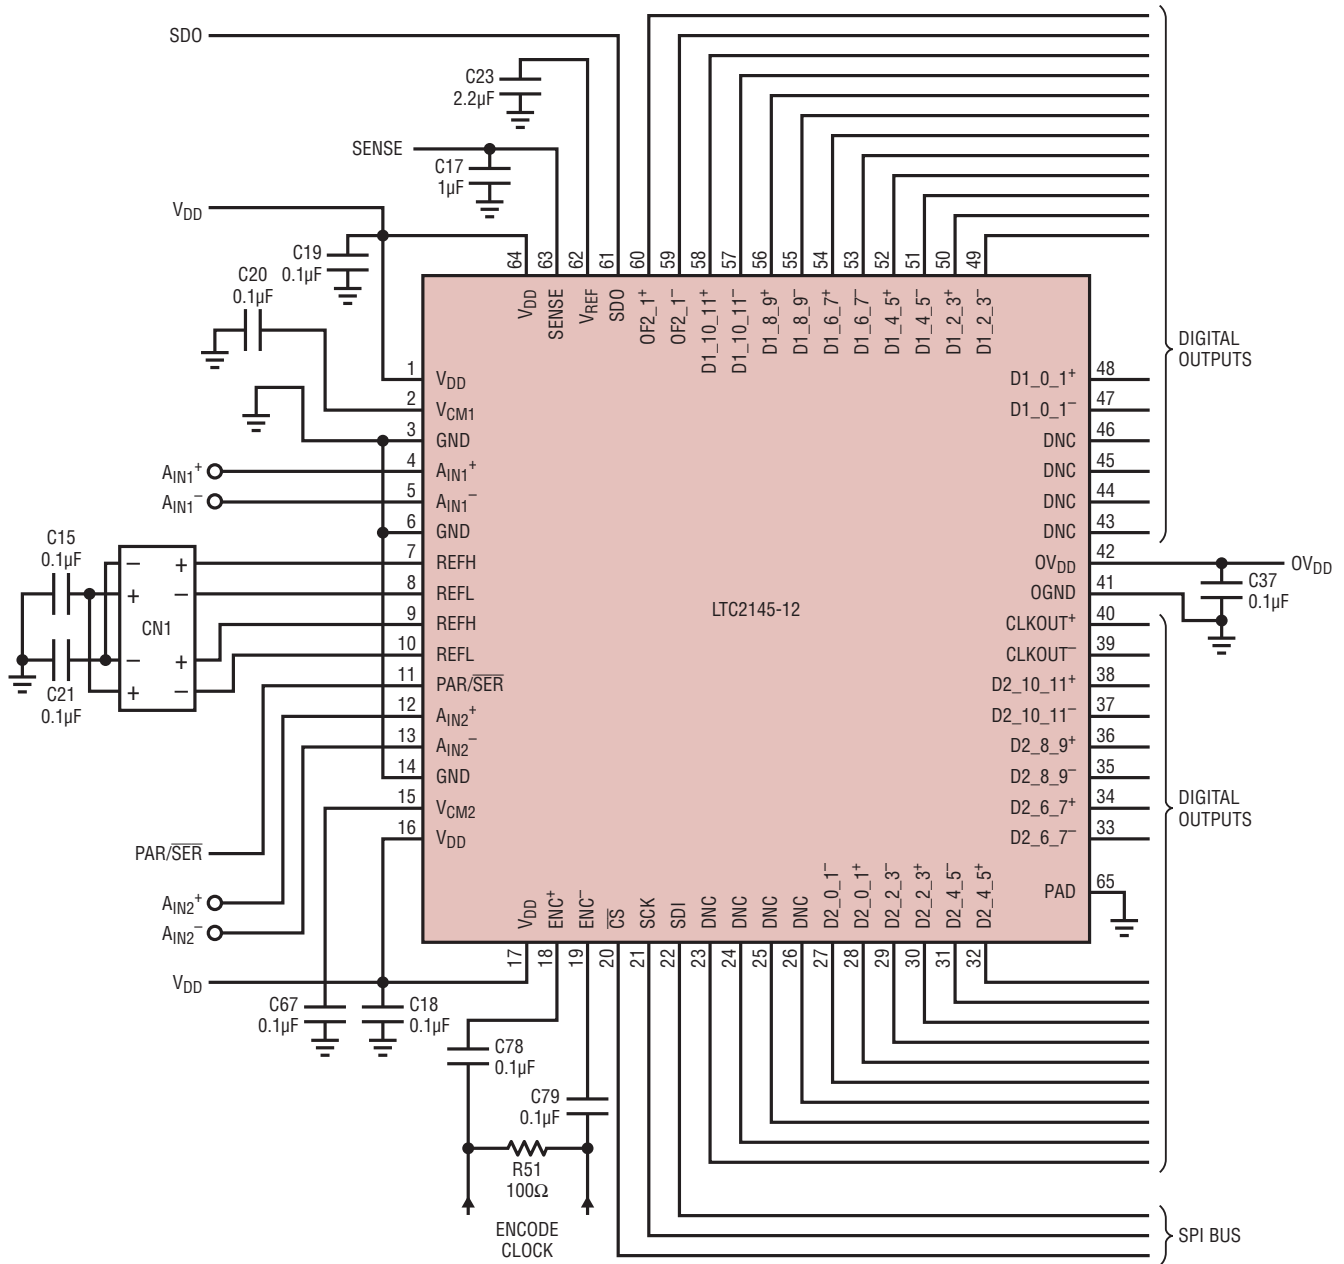 SDO
C23
2.2µF
SENSE
C17
1µF
VDD
C19
0.1µF
C20
0.1µF
64
63
62
61
60
59
58
57
56
55
54
53
52
51
50
49
VDD
SENSE
VREF
SDO
OF2_1+
OF2_1–
D1_10_11+
D1_10_11–
D1_8_9+
D1_8_9–
D1_6_7+
D1_6_7–
D1_4_5+
D1_4_5–
D1_2_3+
D1_2_3–
DIGITAL
OUTPUTS
1 VDD
2 VCM1
3 GND
4 AIN1+
5 AIN1–
6 GND
7 REFH
8 REFL
9 REFH
10 REFL
11 PAR/S̅E̅R̅
12 AIN2+
13 AIN2–
14 GND
15 VCM2
16 VDD
AIN1+
AIN1–
C15
0.1µF
– +
+ –
CN1
– +
+ –
C21
0.1µF
PAR/S̅E̅R̅
AIN2+
AIN2–
VDD
LTC2145-12
D1_0_1+ 48
D1_0_1– 47
DNC 46
DNC 45
DNC 44
DNC 43
OVDD 42
OGND 41
CLKOUT+ 40
CLKOUT– 39
D2_10_11+ 38
D2_10_11– 37
D2_8_9+ 36
D2_8_9– 35
D2_6_7+ 34
D2_6_7– 33
PAD 65
OVDD
C37
0.1µF
DIGITAL
OUTPUTS
VDD
ENC+
ENC–
C̅S̅
SCK
SDI
DNC
DNC
DNC
DNC
D2_0_1–
D2_0_1+
D2_2_3–
D2_2_3+
D2_4_5–
D2_4_5+
17
18
19
20
21
22
23
24
25
26
27
28
29
30
31
32
C67
0.1µF
C18
0.1µF
C78
0.1µF
C79
0.1µF
R51
100Ω
ENCODE
CLOCK
SPI BUS